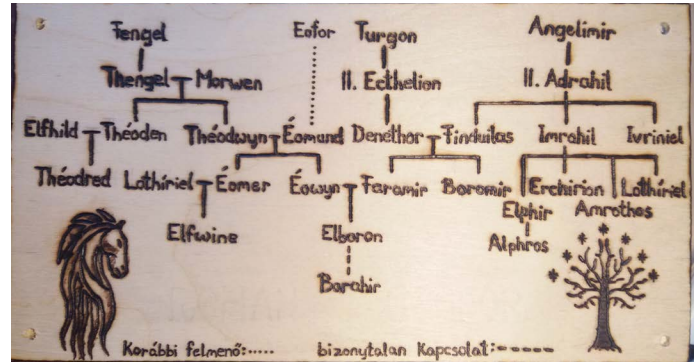 Fengel Eofor Turgon Angelimir
Thengel Morwen II. Ecthelion II. Adrahil
Elfhild Théoden Théodwyn Éomund Denethor Finduilas Imrahil Ivriniel
Théodred Lothíriel Éomer Éowyn Faramir Boromir Erchirion Lothíriel
Elphir Amrothos
Elfwine Elboron Alphros
Barahir
Korábbi felmenő:..... bizonytalan kapcsolat:-----